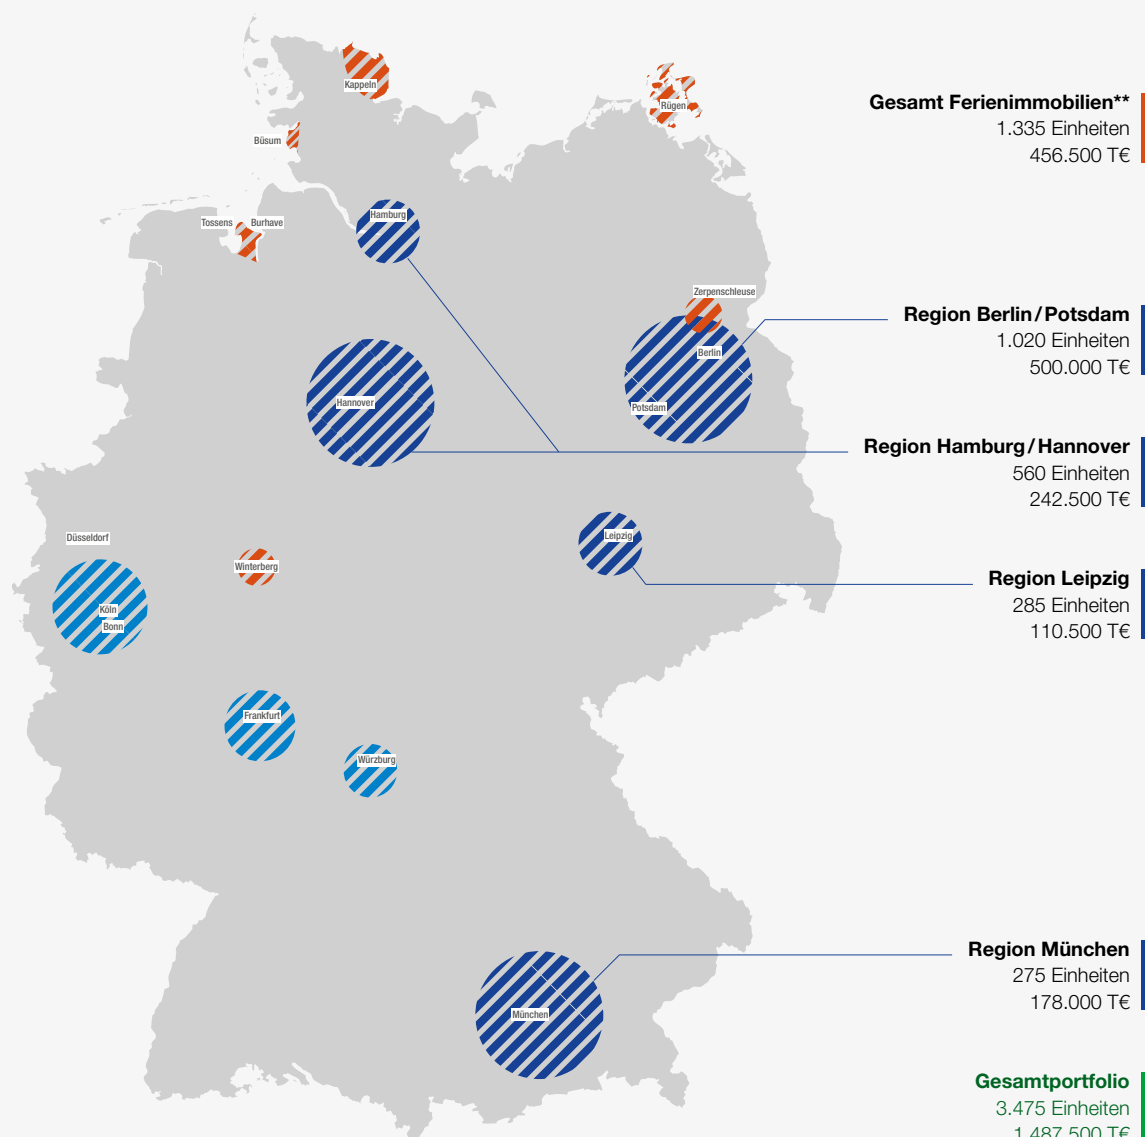 Kappeln
Rügen
Büsum
Tossens
Burhave
Hamburg
Zerpenschleuse
Berlin
Potsdam
Hannover
Düsseldorf
Winterberg
Leipzig
Köln
Bonn
Frankfurt
Würzburg
München
Gesamt Ferienimmobilien**
1.335 Einheiten
456.500 T€
Region Berlin/Potsdam
1.020 Einheiten
500.000 T€
Region Hamburg/Hannover
560 Einheiten
242.500 T€
Region Leipzig
285 Einheiten
110.500 T€
Region München
275 Einheiten
178.000 T€
Gesamtportfolio
3.475 Einheiten
1.487.500 T€